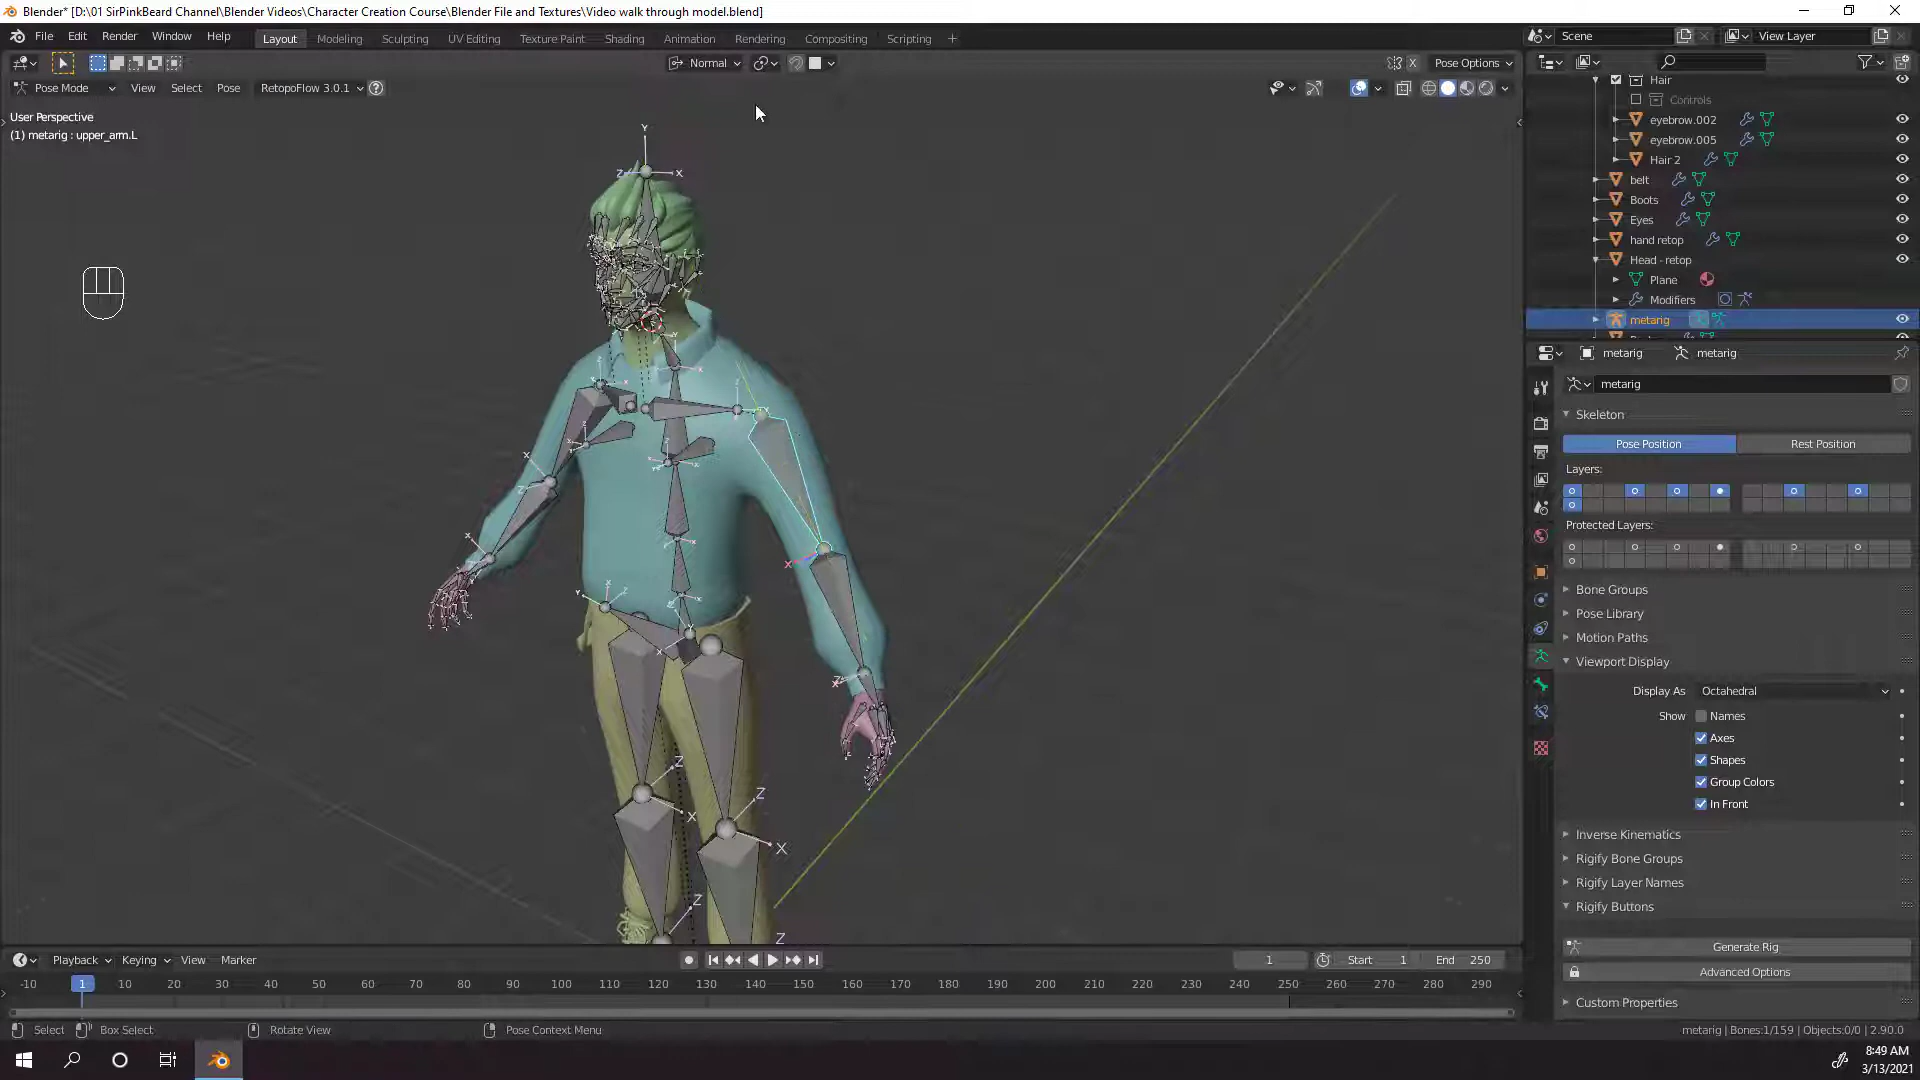 Blender* [D:\01 SirPinkBeard Channel\Blender Videos\Character Creation Course\Blender File and Textures\Video walk through model.blend]
File Edit Render Window Help
Layout Modeling Sculpting UV Editing Texture Paint Shading Animation Rendering Compositing Scripting
Scene View Layer
Normal Pose Options
Pose Mode View Select Pose RetopoFlow 3.0.1
User Perspective
(1) metarig : upper_arm.L
Hair
Controls
eyebrow.002
eyebrow.005
Hair 2
belt
Boots
Eyes
hand retop
Head - retop
Plane
Modifiers
metarig
metarig metarig
metarig
Skeleton
Pose Position Rest Position
Layers:
Protected Layers:
Bone Groups
Pose Library
Motion Paths
Viewport Display
Display As Octahedral
Show Names
Axes
Shapes
Group Colors
In Front
Inverse Kinematics
Rigify Bone Groups
Rigify Layer Names
Rigify Buttons
Generate Rig
Advanced Options
Custom Properties
Playback Keying View Marker
1 Start 1 End 250
-10 1 10 20 30 40 50 60 70 80 90 100 110 120 130 140 150 160 170 180 190 200 210 220 230 240 250 260 270 280 290
Select Box Select Rotate View Pose Context Menu
metarig | Bones:1/159 | Objects:0/0 | 2.90.0
8:49 AM
3/13/2021